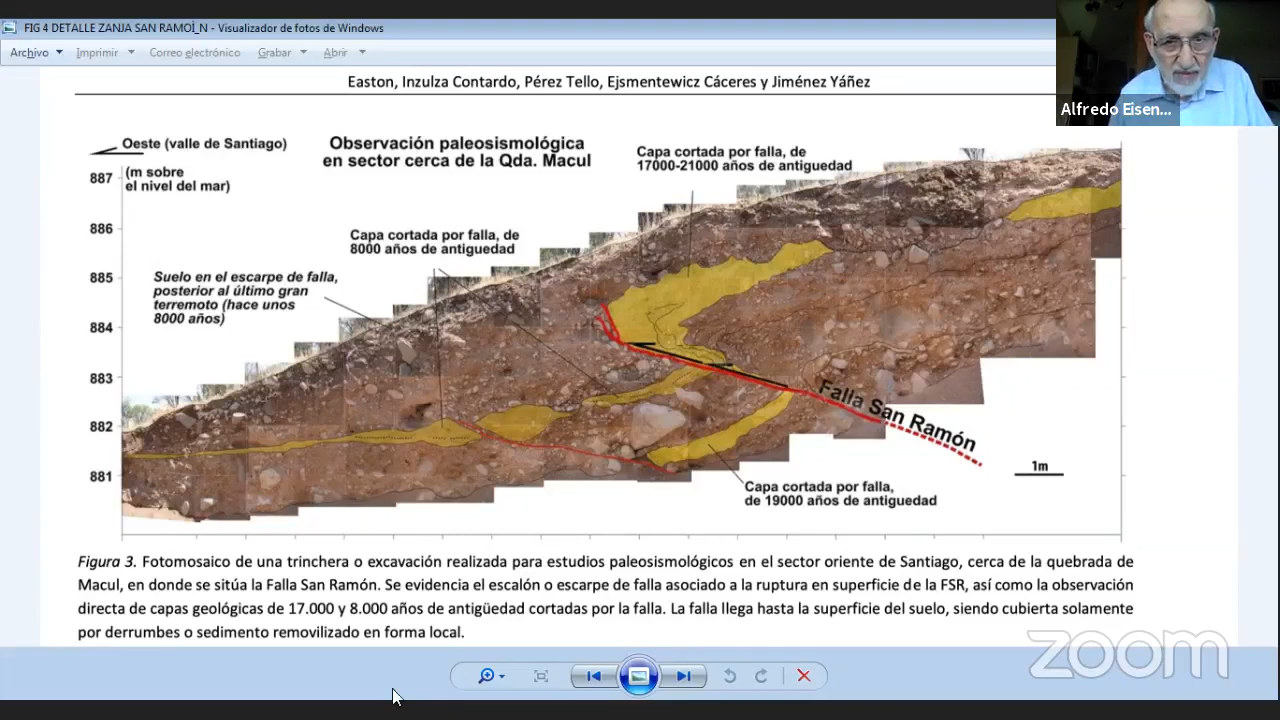 FIG 4 DETALLE ZANJA SAN RAMOÍ_N - Visualizador de fotos de Windows
Archivo Imprimir Correo electrónico Grabar Abrir
Alfredo Eisen...
Easton, Inzulza Contardo, Pérez Tello, Ejsmentewicz Cáceres y Jiménez Yáñez
Oeste (valle de Santiago)
(m sobre
el nivel del mar)
Observación paleosismológica
en sector cerca de la Qda. Macul
Capa cortada por falla, de
17000-21000 años de antiguedad
Capa cortada por falla, de
8000 años de antiguedad
Suelo en el escarpe de falla,
posterior al último gran
terremoto (hace unos
8000 años)
887
886
885
884
883
882
881
Falla San Ramón
1m
Capa cortada por falla,
de 19000 años de antiguedad
Figura 3. Fotomosaico de una trinchera o excavación realizada para estudios paleosismológicos en el sector oriente de Santiago, cerca de la quebrada de
Macul, en donde se sitúa la Falla San Ramón. Se evidencia el escalón o escarpe de falla asociado a la ruptura en superficie de la FSR, así como la observación
directa de capas geológicas de 17.000 y 8.000 años de antigüedad cortadas por la falla. La falla llega hasta la superficie del suelo, siendo cubierta solamente
por derrumbes o sedimento removilizado en forma local.
zoom